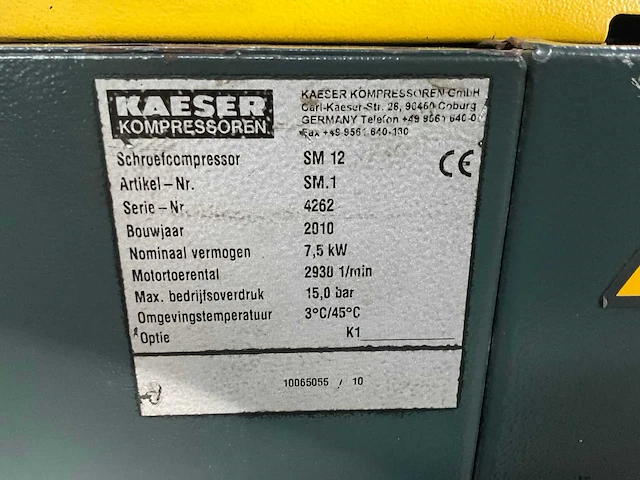 KAESER
KOMPRESSOREN
KAESER KOMPRESSOREN GmbH
Carl-Kaeser-Str. 26, 96450 Coburg
GERMANY Telefon +49 9561 640-0
Fax +49 9561 640-130
CE
Schroefcompressor SM 12
Artikel-Nr. SM.1
Serie-Nr. 4262
Bouwjaar 2010
Nominaal vermogen 7,5 kW
Motortoerental 2930 1/min
Max. bedrijfsoverdruk 15,0 bar
Omgevingstemperatuur 3°C/45°C
Optie K1
10065055 / 10